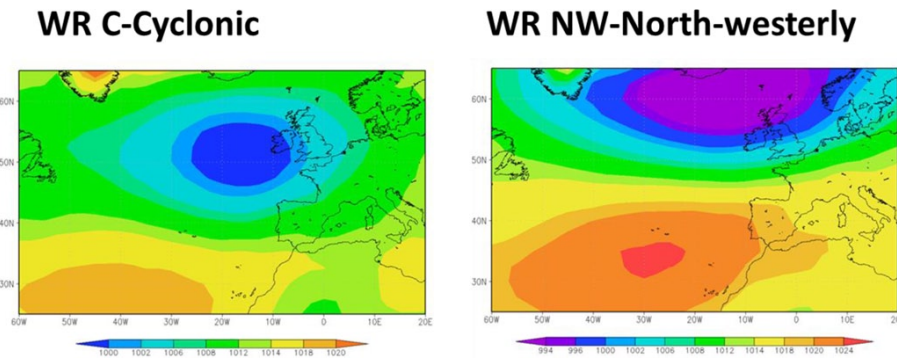 WR C-Cyclonic
WR NW-North-westerly
60N
50N
40N
30N
60W 50W 40W 30W 20W 10W 0 10E 20E
1000 1002 1006 1008 1012 1014 1018 1020
60N
50N
40N
30N
60W 50W 40W 30W 20W 10W 0 10E 20E
994 996 1000 1002 1006 1008 1012 1014 1018 1020 1024